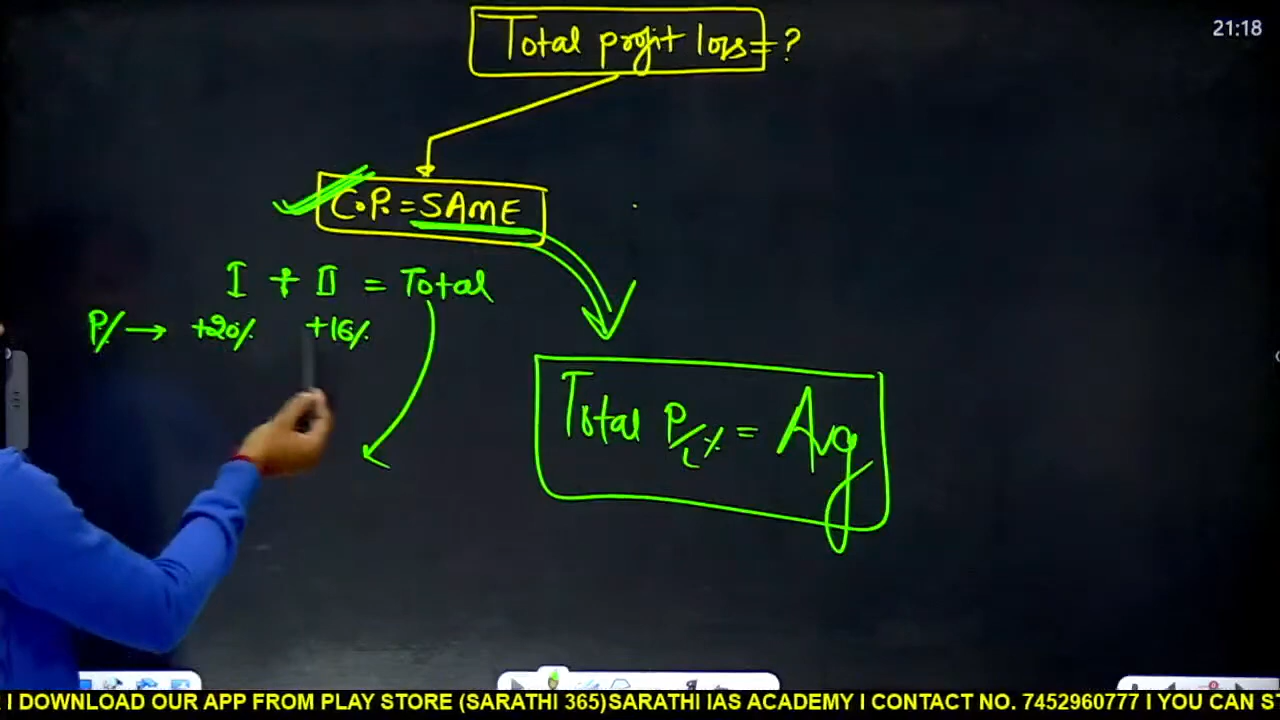 21:18
Total profit loss = ?
C.P. = SAME
I + II = Total
P% → +20% +16%
Total P/L % = Avg
I DOWNLOAD OUR APP FROM PLAY STORE (SARATHI 365)SARATHI IAS ACADEMY I CONTACT NO. 7452960777 I YOU CAN S